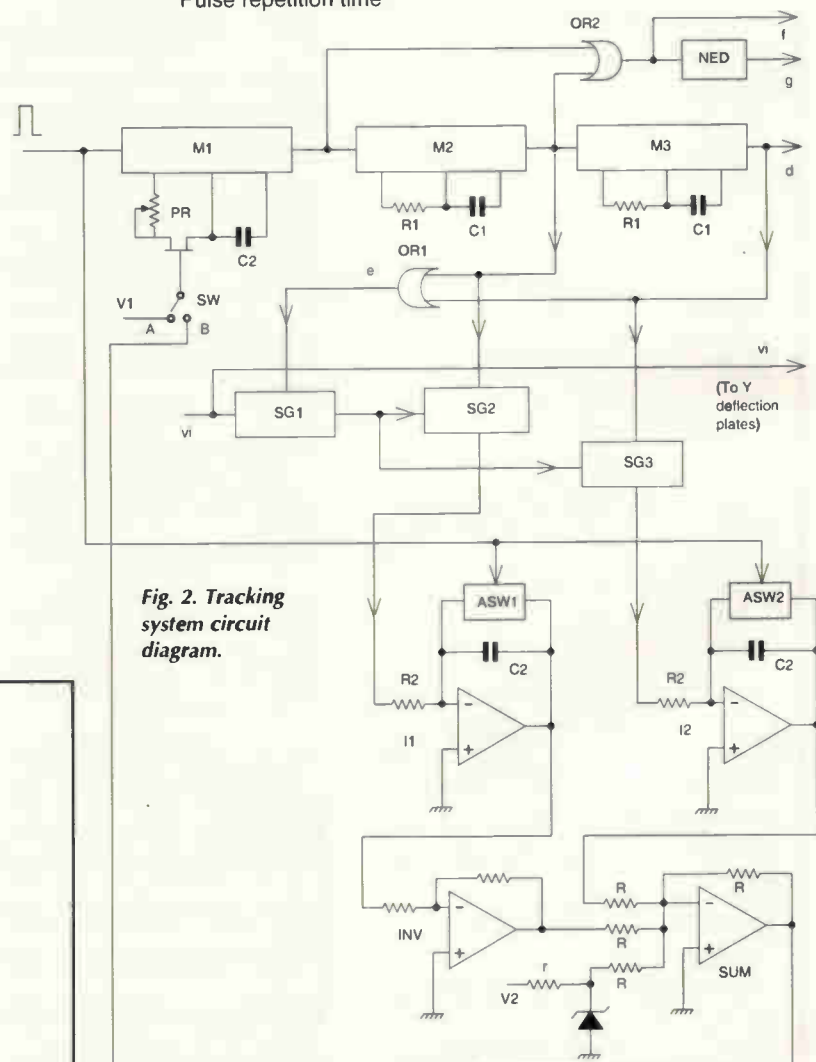 Pulse repetition time
OR2
f
NED
g
M1
M2
M3
d
PR
R1
C1
R1
C1
C2
OR1
e
V1
SW
A
B
vi
(To Y
deflection
plates)
SG1
SG2
vi
SG3
Fig. 2. Tracking
system circuit
diagram.
ASW1
ASW2
C2
C2
R2
R2
I1
I2
R
R
INV
R
SUM
r
R
V2